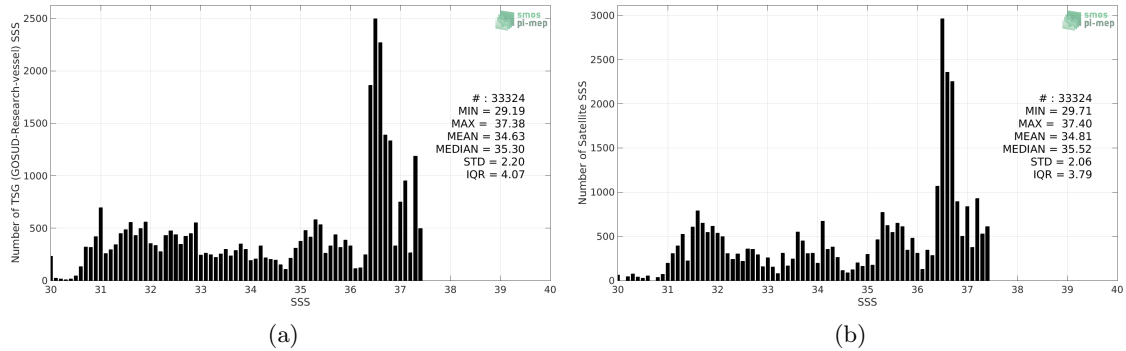 smos
pi-mep
Number of TSG (GOSUD-Research-vessel) SSS
2500
2000
1500
1000
500
0
# : 33324
MIN = 29.19
MAX = 37.38
MEAN = 34.63
MEDIAN = 35.30
STD = 2.20
IQR = 4.07
30 31 32 33 34 35 36 37 38 39 40
SSS
(a)
smos
pi-mep
Number of Satellite SSS
3000
2500
2000
1500
1000
500
0
# : 33324
MIN = 29.71
MAX = 37.40
MEAN = 34.81
MEDIAN = 35.52
STD = 2.06
IQR = 3.79
30 31 32 33 34 35 36 37 38 39 40
SSS
(b)